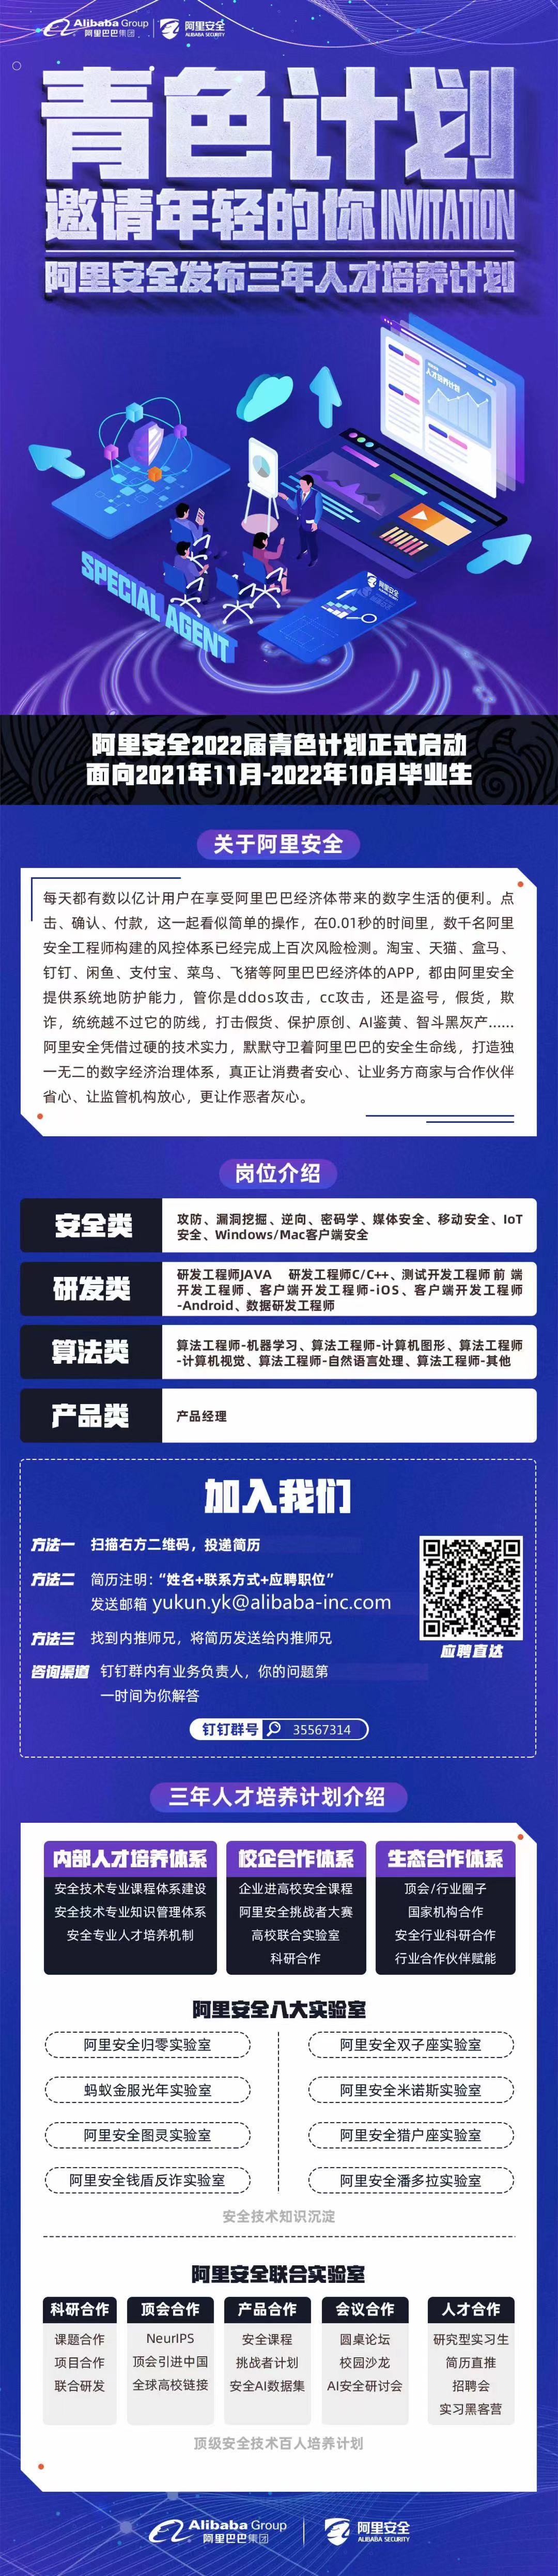 Alibaba Group
阿里巴巴集团
阿里安全
ALIBABA SECURITY
青色计划
邀请年轻的你INVITATION
阿里安全发布三年人才培养计划
人才培养计划
阿里安全
SPECIAL AGENT
阿里安全2022届青色计划正式启动
面向2021年11月-2022年10月毕业生
关于阿里安全
每天都有数以亿计用户在享受阿里巴巴经济体带来的数字生活的便利。点
击、确认、付款，这一起看似简单的操作，在0.01秒的时间里，数千名阿里
安全工程师构建的风控体系已经完成上百次风险检测。淘宝、天猫、盒马、
钉钉、闲鱼、支付宝、菜鸟、飞猪等阿里巴巴经济体的APP，都由阿里安全
提供系统地防护能力，管你是ddos攻击，cc攻击，还是盗号，假货，欺
诈，统统越不过它的防线，打击假货、保护原创、AI鉴黄、智斗黑灰产……
阿里安全凭借过硬的技术实力，默默守卫着阿里巴巴的安全生命线，打造独
一无二的数字经济治理体系，真正让消费者安心、让业务方商家与合作伙伴
省心、让监管机构放心，更让作恶者灰心。
岗位介绍
安全类
攻防、漏洞挖掘、逆向、密码学、媒体安全、移动安全、IoT
安全、Windows/Mac客户端安全
研发类
研发工程师JAVA 研发工程师C/C++、测试开发工程师 前 端
开发工程师、客户端开发工程师-iOS、客户端开发工程师
-Android、数据研发工程师
算法类
算法工程师-机器学习、算法工程师-计算机图形、算法工程师
-计算机视觉、算法工程师-自然语言处理、算法工程师-其他
产品类
产品经理
加入我们
方法一 扫描右方二维码，投递简历
方法二 简历注明：“姓名+联系方式+应聘职位”
发送邮箱 yukun.yk@alibaba-inc.com
方法三 找到内推师兄，将简历发送给内推师兄
应聘直达
咨询渠道 钉钉群内有业务负责人，你的问题第
一时间为你解答
钉钉群号 35567314
三年人才培养计划介绍
内部人才培养体系
安全技术专业课程体系建设
安全技术专业知识管理体系
安全专业人才培养机制
校企合作体系
企业进高校安全课程
阿里安全挑战者大赛
高校联合实验室
科研合作
生态合作体系
顶会/行业圈子
国家机构合作
安全行业科研合作
行业合作伙伴赋能
阿里安全八大实验室
阿里安全归零实验室
阿里安全双子座实验室
蚂蚁金服光年实验室
阿里安全米诺斯实验室
阿里安全图灵实验室
阿里安全猎户座实验室
阿里安全钱盾反诈实验室
阿里安全潘多拉实验室
安全技术知识沉淀
阿里安全联合实验室
科研合作
课题合作
项目合作
联合研发
顶会合作
NeurIPS
顶会引进中国
全球高校链接
产品合作
安全课程
挑战者计划
安全AI数据集
会议合作
圆桌论坛
校园沙龙
AI安全研讨会
人才合作
研究型实习生
简历直推
招聘会
实习黑客营
顶级安全技术百人培养计划
Alibaba Group
阿里巴巴集团
阿里安全
ALIBABA SECURITY